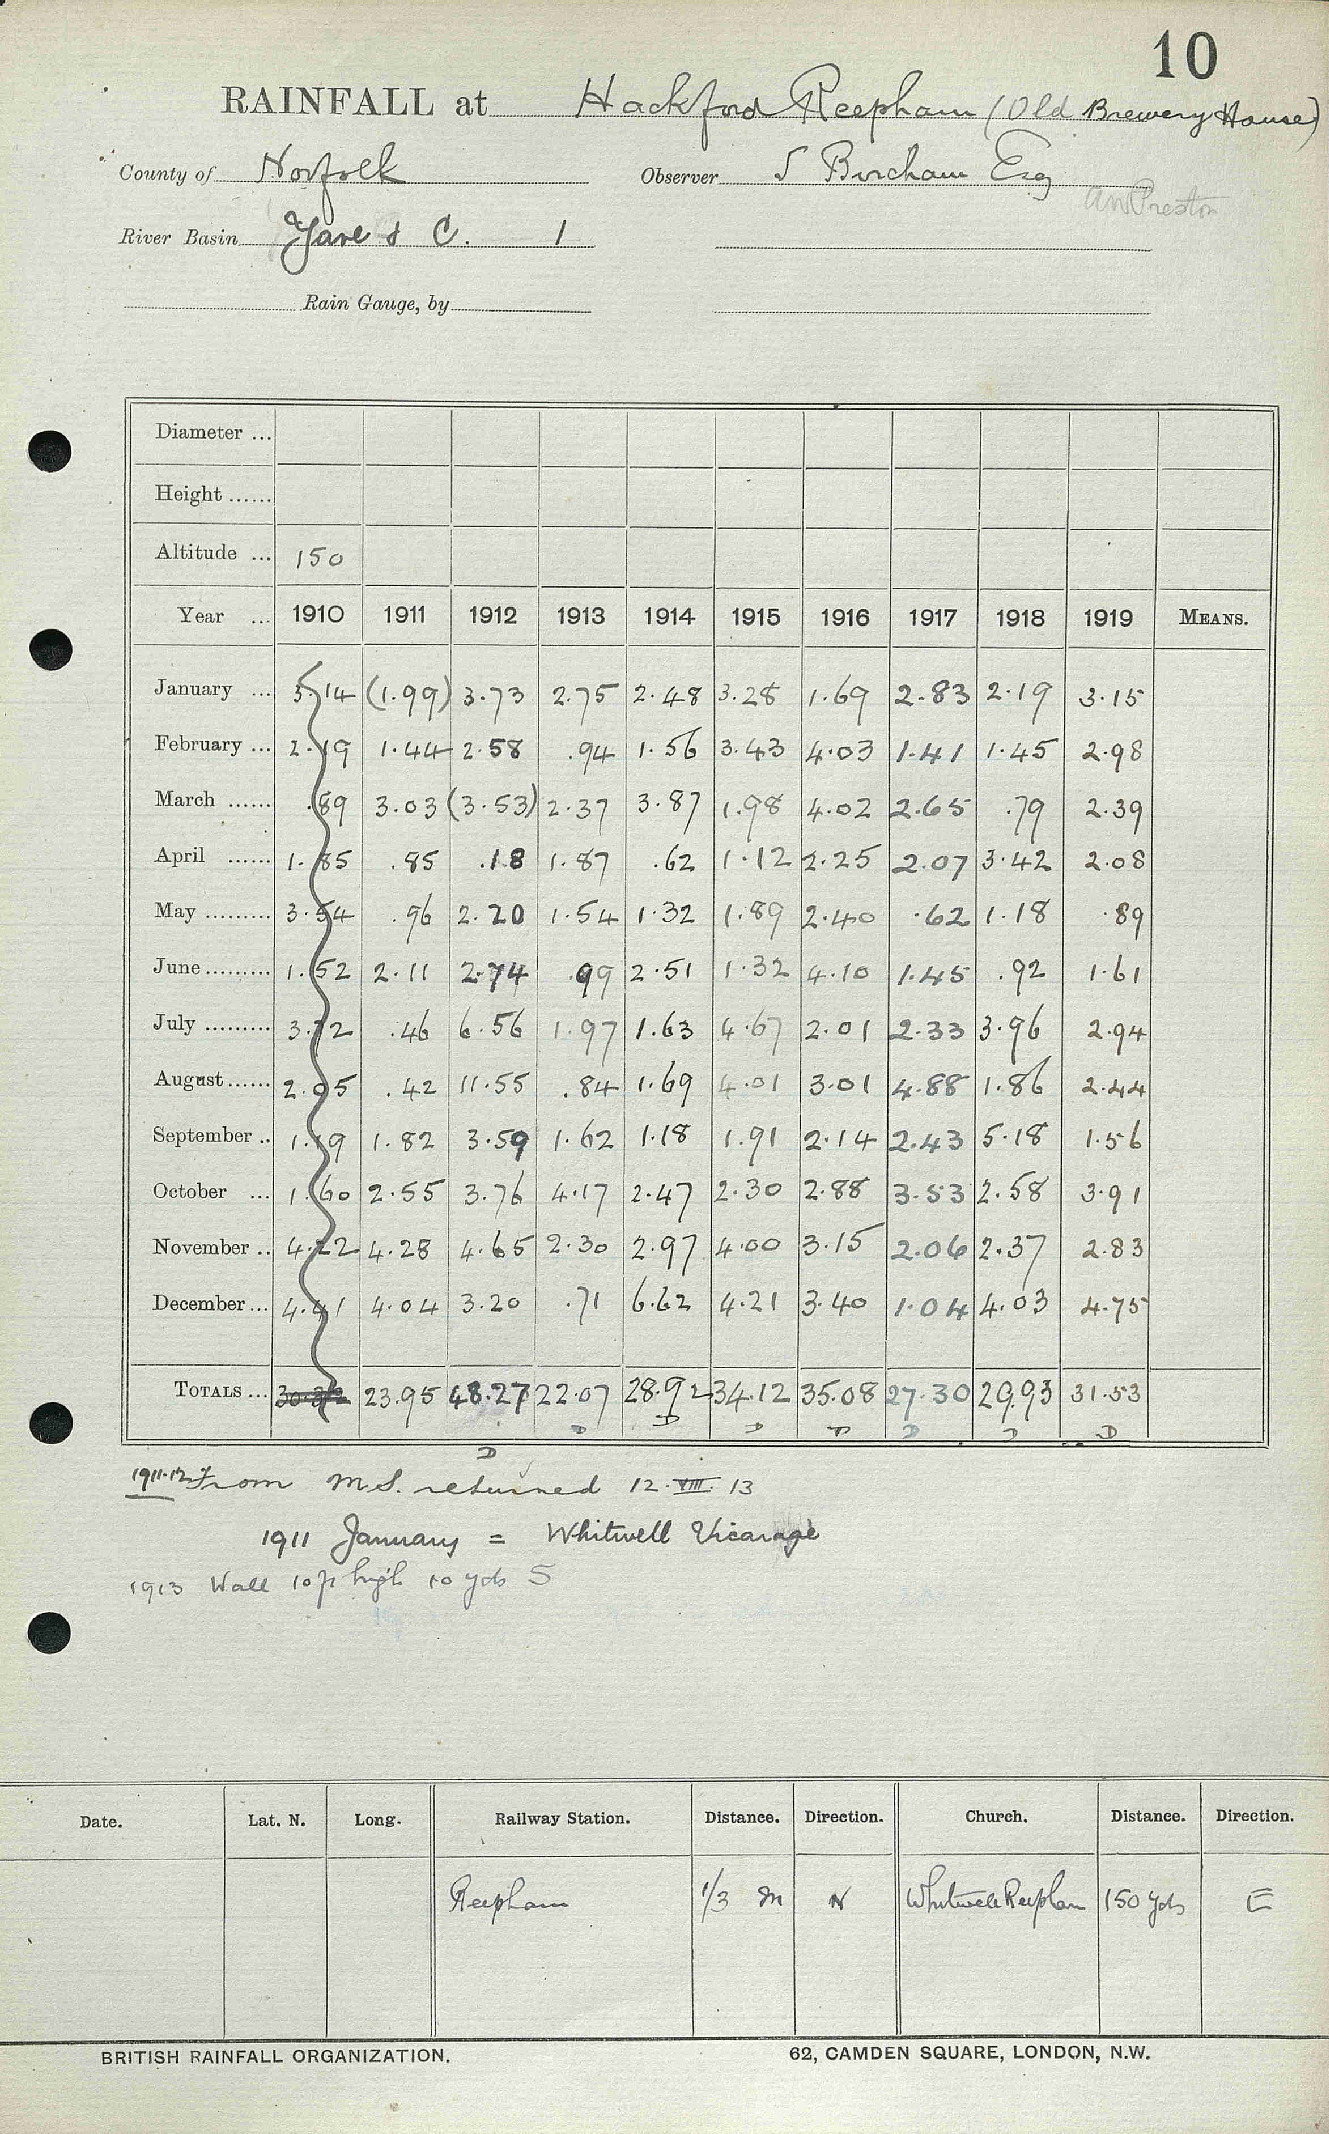 10
RAINFALL at Hackford Reepham (Old Brewery House)
County of Norfolk Observer S Bircham Esq
River Basin Yare & C. 1 Preston
Rain Gauge, by
Diameter ...
Height ......
Altitude ... 150
Year ... 1910 1911 1912 1913 1914 1915 1916 1917 1918 1919 MEANS.
January ... 3.14 (1.99) 3.73 2.75 2.48 3.28 1.69 2.83 2.19 3.15
February ... 2.19 1.44 2.58 .94 1.56 3.43 4.03 1.41 1.45 2.98
March ...... .89 3.03 (3.53) 2.37 3.87 1.98 4.02 2.65 .79 2.39
April ...... 1.85 .85 .18 1.87 .62 1.12 2.25 2.07 3.42 2.08
May ......... 3.54 .96 2.20 1.54 1.32 1.89 2.40 .62 1.18 .89
June ......... 1.52 2.11 2.74 .99 2.51 1.32 4.10 1.45 .92 1.61
July ......... 3.72 .46 6.56 1.97 1.63 4.67 2.01 2.33 3.96 2.94
August ...... 2.05 .42 11.55 .84 1.69 4.01 3.01 4.88 1.86 2.44
September .. 1.19 1.82 3.59 1.62 1.18 1.91 2.14 2.43 5.18 1.56
October ... 1.60 2.55 3.76 4.17 2.47 2.30 2.88 3.53 2.58 3.91
November .. 4.22 4.28 4.65 2.30 2.97 4.00 3.15 2.06 2.37 2.83
December ... 4.41 4.04 3.20 .71 6.62 4.21 3.40 1.04 4.03 4.75
TOTALS ... 23.95 48.27 22.07 28.92 34.12 35.08 27.30 29.93 31.53
D D D D D D D
D
1911-12 From M.S. returned 12.VIII.13
1911 January = Whitwell Vicarage
1913 Wall 10ft high 10 yds S
Date. Lat. N. Long. Railway Station. Distance. Direction. Church. Distance. Direction.
Reepham 1/3 m N Whitwell Reepham 150 yds E
BRITISH RAINFALL ORGANIZATION. 62, CAMDEN SQUARE, LONDON, N.W.